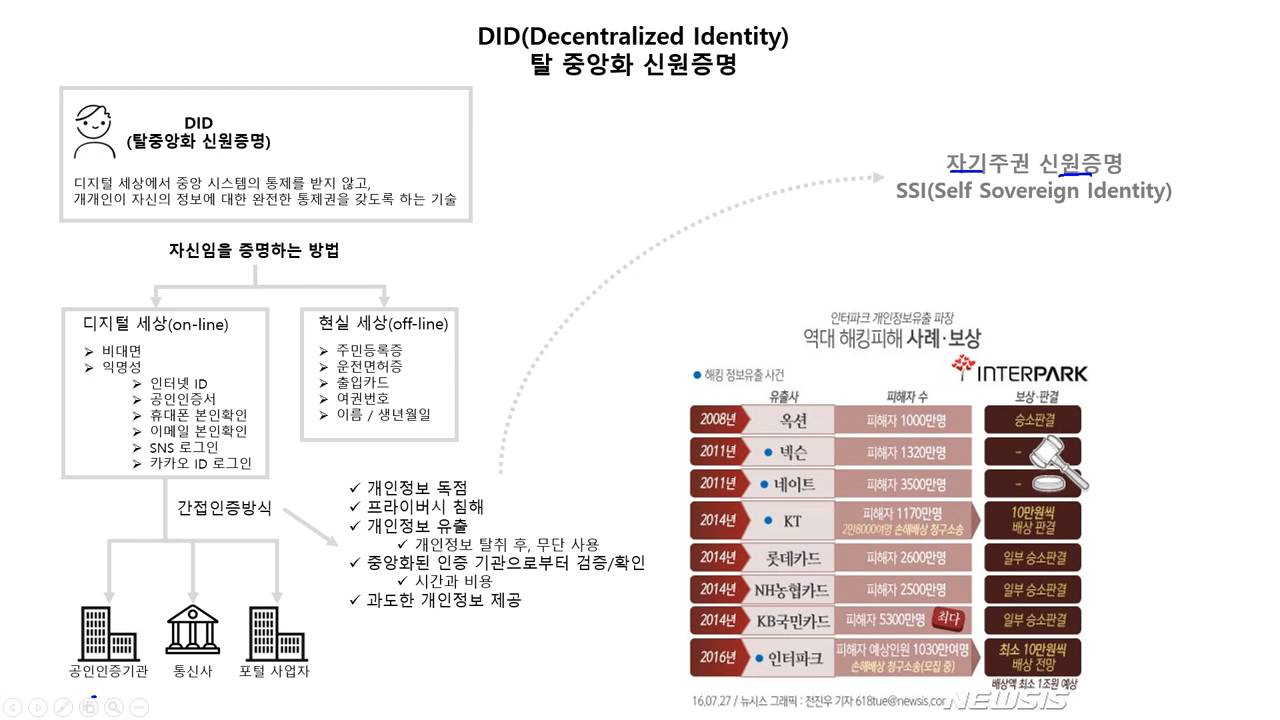 DID(Decentralized Identity)
탈 중앙화 신원증명
DID
(탈중앙화 신원증명)
디지털 세상에서 중앙 시스템의 통제를 받지 않고,
개개인이 자신의 정보에 대한 완전한 통제권을 갖도록 하는 기술
자신임을 증명하는 방법
디지털 세상(on-line)
비대면
익명성
인터넷 ID
공인인증서
휴대폰 본인확인
이메일 본인확인
SNS 로그인
카카오 ID 로그인
현실 세상(off-line)
주민등록증
운전면허증
출입카드
여권번호
이름 / 생년월일
간접인증방식
공인인증기관
통신사
포털 사업자
개인정보 독점
프라이버시 침해
개인정보 유출
개인정보 탈취 후, 무단 사용
중앙화된 인증 기관으로부터 검증/확인
시간과 비용
과도한 개인정보 제공
자기주권 신원증명
SSI(Self Sovereign Identity)
인터파크 개인정보유출 파장
역대 해킹피해 사례·보상
INTERPARK
● 해킹 정보유출 사건
유출사 피해자 수 보상·판결
2008년 옥션 피해자 1000만명 승소판결
2011년 ● 넥슨 피해자 1320만명 –
2011년 ● 네이트 피해자 3500만명 –
2014년 ● KT 피해자 1170만명 10만원씩
2만8000여명 손해배상 청구소송 배상 판결
2014년 롯데카드 피해자 2600만명 일부 승소판결
2014년 NH농협카드 피해자 2500만명 일부 승소판결
2014년 KB국민카드 피해자 5300만명 최다 일부 승소판결
2016년 ● 인터파크 피해자 예상인원 1030만여명 최소 10만원씩
손해배상 청구소송(모집 중) 배상 전망
배상액 최소 1조원 예상
16.07.27 / 뉴시스 그래픽 : 전진우 기자 618tue@newsis.cor
NEWSIS